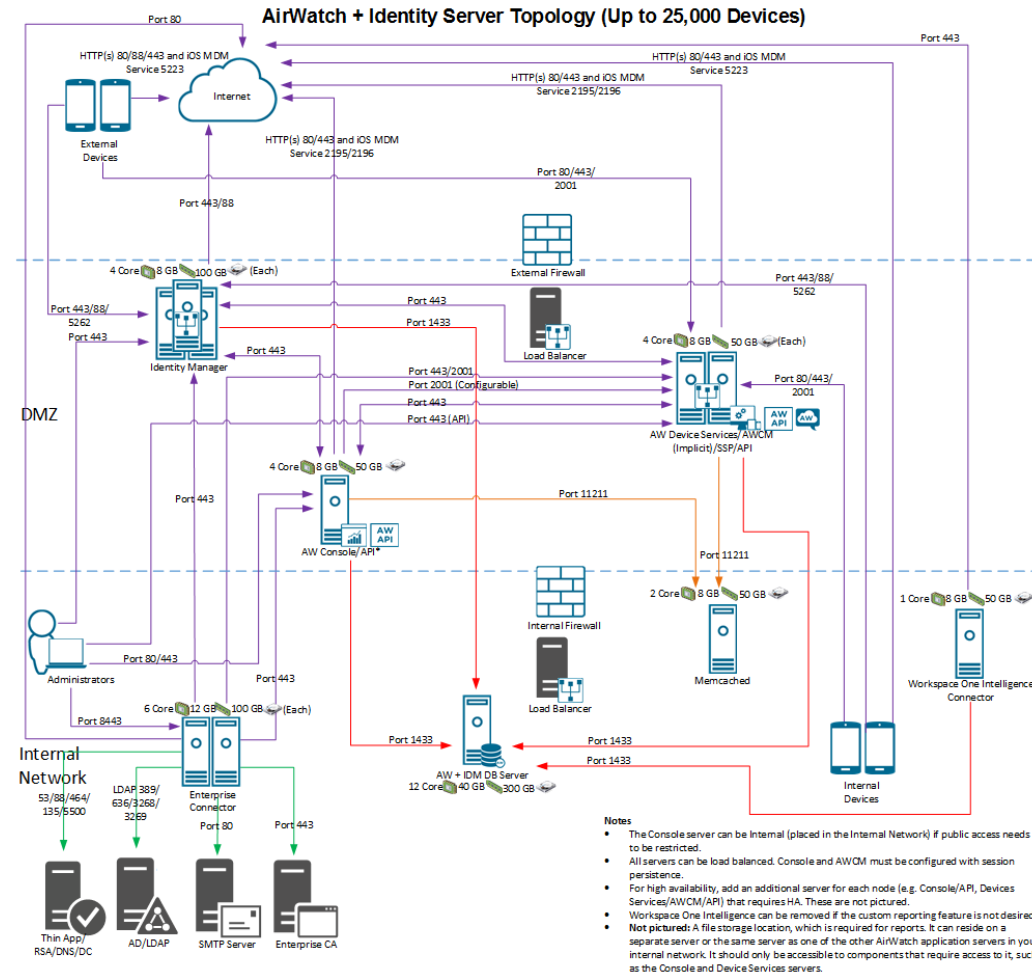 AirWatch + Identity Server Topology (Up to 25,000 Devices)
Port 80
Port 443
HTTP(s) 80/88/443 and iOS MDM
Service 5223
HTTP(s) 80/443 and iOS MDM
Service 5223
HTTP(s) 80/443 and iOS MDM
Service 2195/2196
Internet
External
Devices
HTTP(s) 80/443 and iOS MDM
Service 2195/2196
Port 80/443/
2001
Port 443/88
External Firewall
4 Core 8 GB 100 GB (Each)
Port 443/88/
5262
Port 443/88/
5262
Port 443
Port 443
Port 1433
Load Balancer
4 Core 8 GB 50 GB (Each)
Identity Manager
Port 443
Port 443/2001
Port 2001 (Configurable)
Port 443
Port 443 (API)
Port 80/443/
2001
DMZ
AW
API
AW
AW Device Services/AWCM
(Implicit)/SSP/API
4 Core 8 GB 50 GB
Port 443
Port 11211
AW
API
AW Console/API*
Port 11211
2 Core 8 GB 50 GB
1 Core 8 GB 50 GB
Internal Firewall
Administrators
Port 80/443
Port 443
Memcached
Workspace One Intelligence
Connector
Load Balancer
6 Core 12 GB 100 GB (Each)
Port 8443
Port 1433
Port 1433
Port 1433
Internal
Network
AW + IDM DB Server
12 Core 40 GB 300 GB
Internal
Devices
Enterprise
Connector
53/88/464/
135/5500
LDAP 389/
636/3268/
3269
Port 80
Port 443
Thin App/
RSA/DNS/DC
AD/LDAP
SMTP Server
Enterprise CA
Notes
• The Console server can be Internal (placed in the Internal Network) if public access needs
to be restricted.
• All servers can be load balanced. Console and AWCM must be configured with session
persistence.
• For high availability, add an additional server for each node (e.g. Console/API, Devices
Services/AWCM/API) that requires HA. These are not pictured.
• Workspace One Intelligence can be removed if the custom reporting feature is not desired
• Not pictured: A file storage location, which is required for reports. It can reside on a
separate server or the same server as one of the other AirWatch application servers in you
internal network. It should only be accessible to components that require access to it, suc
as the Console and Device Services servers.